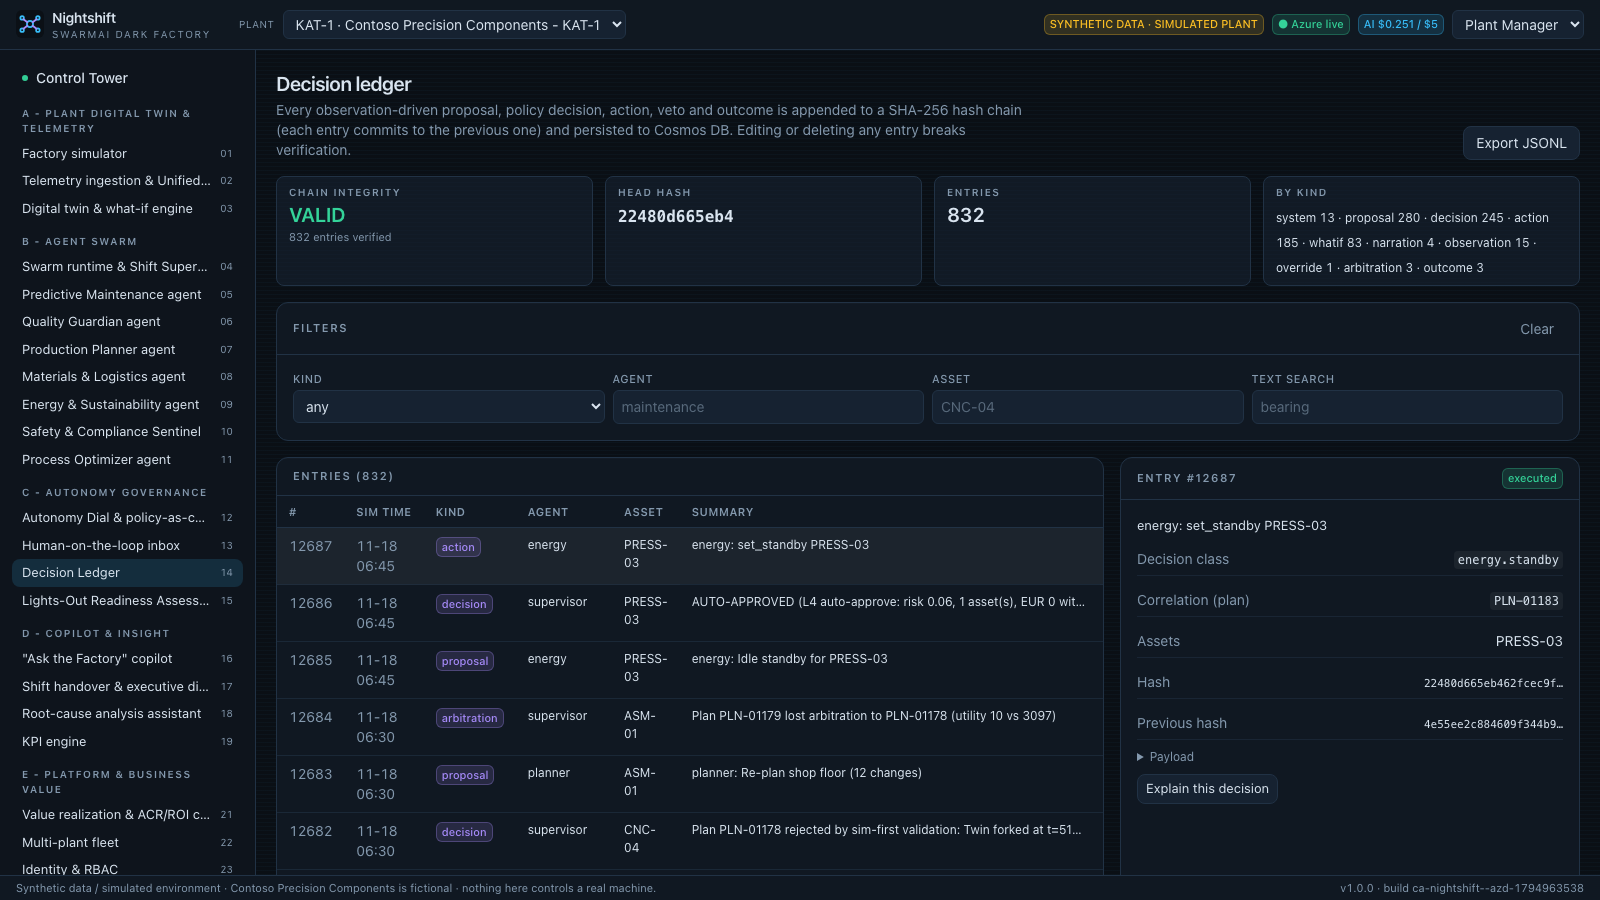 Nightshift
SWARMAI DARK FACTORY
PLANT
KAT-1 · Contoso Precision Components - KAT-1
SYNTHETIC DATA · SIMULATED PLANT
Azure live
AI $0.251 / $5
Plant Manager
Control Tower
A - PLANT DIGITAL TWIN &
TELEMETRY
Factory simulator 01
Telemetry ingestion & Unified... 02
Digital twin & what-if engine 03
B - AGENT SWARM
Swarm runtime & Shift Super... 04
Predictive Maintenance agent 05
Quality Guardian agent 06
Production Planner agent 07
Materials & Logistics agent 08
Energy & Sustainability agent 09
Safety & Compliance Sentinel 10
Process Optimizer agent 11
C - AUTONOMY GOVERNANCE
Autonomy Dial & policy-as-c... 12
Human-on-the-loop inbox 13
Decision Ledger 14
Lights-Out Readiness Assess... 15
D - COPILOT & INSIGHT
"Ask the Factory" copilot 16
Shift handover & executive di... 17
Root-cause analysis assistant 18
KPI engine 19
E - PLATFORM & BUSINESS
VALUE
Value realization & ACR/ROI c... 21
Multi-plant fleet 22
Identity & RBAC 23
Decision ledger
Every observation-driven proposal, policy decision, action, veto and outcome is appended to a SHA-256 hash chain
(each entry commits to the previous one) and persisted to Cosmos DB. Editing or deleting any entry breaks
verification.
Export JSONL
CHAIN INTEGRITY
VALID
832 entries verified
HEAD HASH
22480d665eb4
ENTRIES
832
BY KIND
system 13 · proposal 280 · decision 245 · action
185 · whatif 83 · narration 4 · observation 15 ·
override 1 · arbitration 3 · outcome 3
FILTERS
Clear
KIND
any
AGENT
maintenance
ASSET
CNC-04
TEXT SEARCH
bearing
ENTRIES (832)
# SIM TIME KIND AGENT ASSET SUMMARY
12687 11-18 06:45 action energy PRESS-03 energy: set_standby PRESS-03
12686 11-18 06:45 decision supervisor PRESS-03 AUTO-APPROVED (L4 auto-approve: risk 0.06, 1 asset(s), EUR 0 wit...
12685 11-18 06:45 proposal energy PRESS-03 energy: Idle standby for PRESS-03
12684 11-18 06:30 arbitration supervisor ASM-01 Plan PLN-01179 lost arbitration to PLN-01178 (utility 10 vs 3097)
12683 11-18 06:30 proposal planner ASM-01 planner: Re-plan shop floor (12 changes)
12682 11-18 06:30 decision supervisor CNC-04 Plan PLN-01178 rejected by sim-first validation: Twin forked at t=51...
ENTRY #12687
executed
energy: set_standby PRESS-03
Decision class energy.standby
Correlation (plan) PLN-01183
Assets PRESS-03
Hash 22480d665eb462fcec9f…
Previous hash 4e55ee2c884609f344b9…
Payload
Explain this decision
Synthetic data / simulated environment · Contoso Precision Components is fictional · nothing here controls a real machine.
v1.0.0 · build ca-nightshift--azd-1794963538